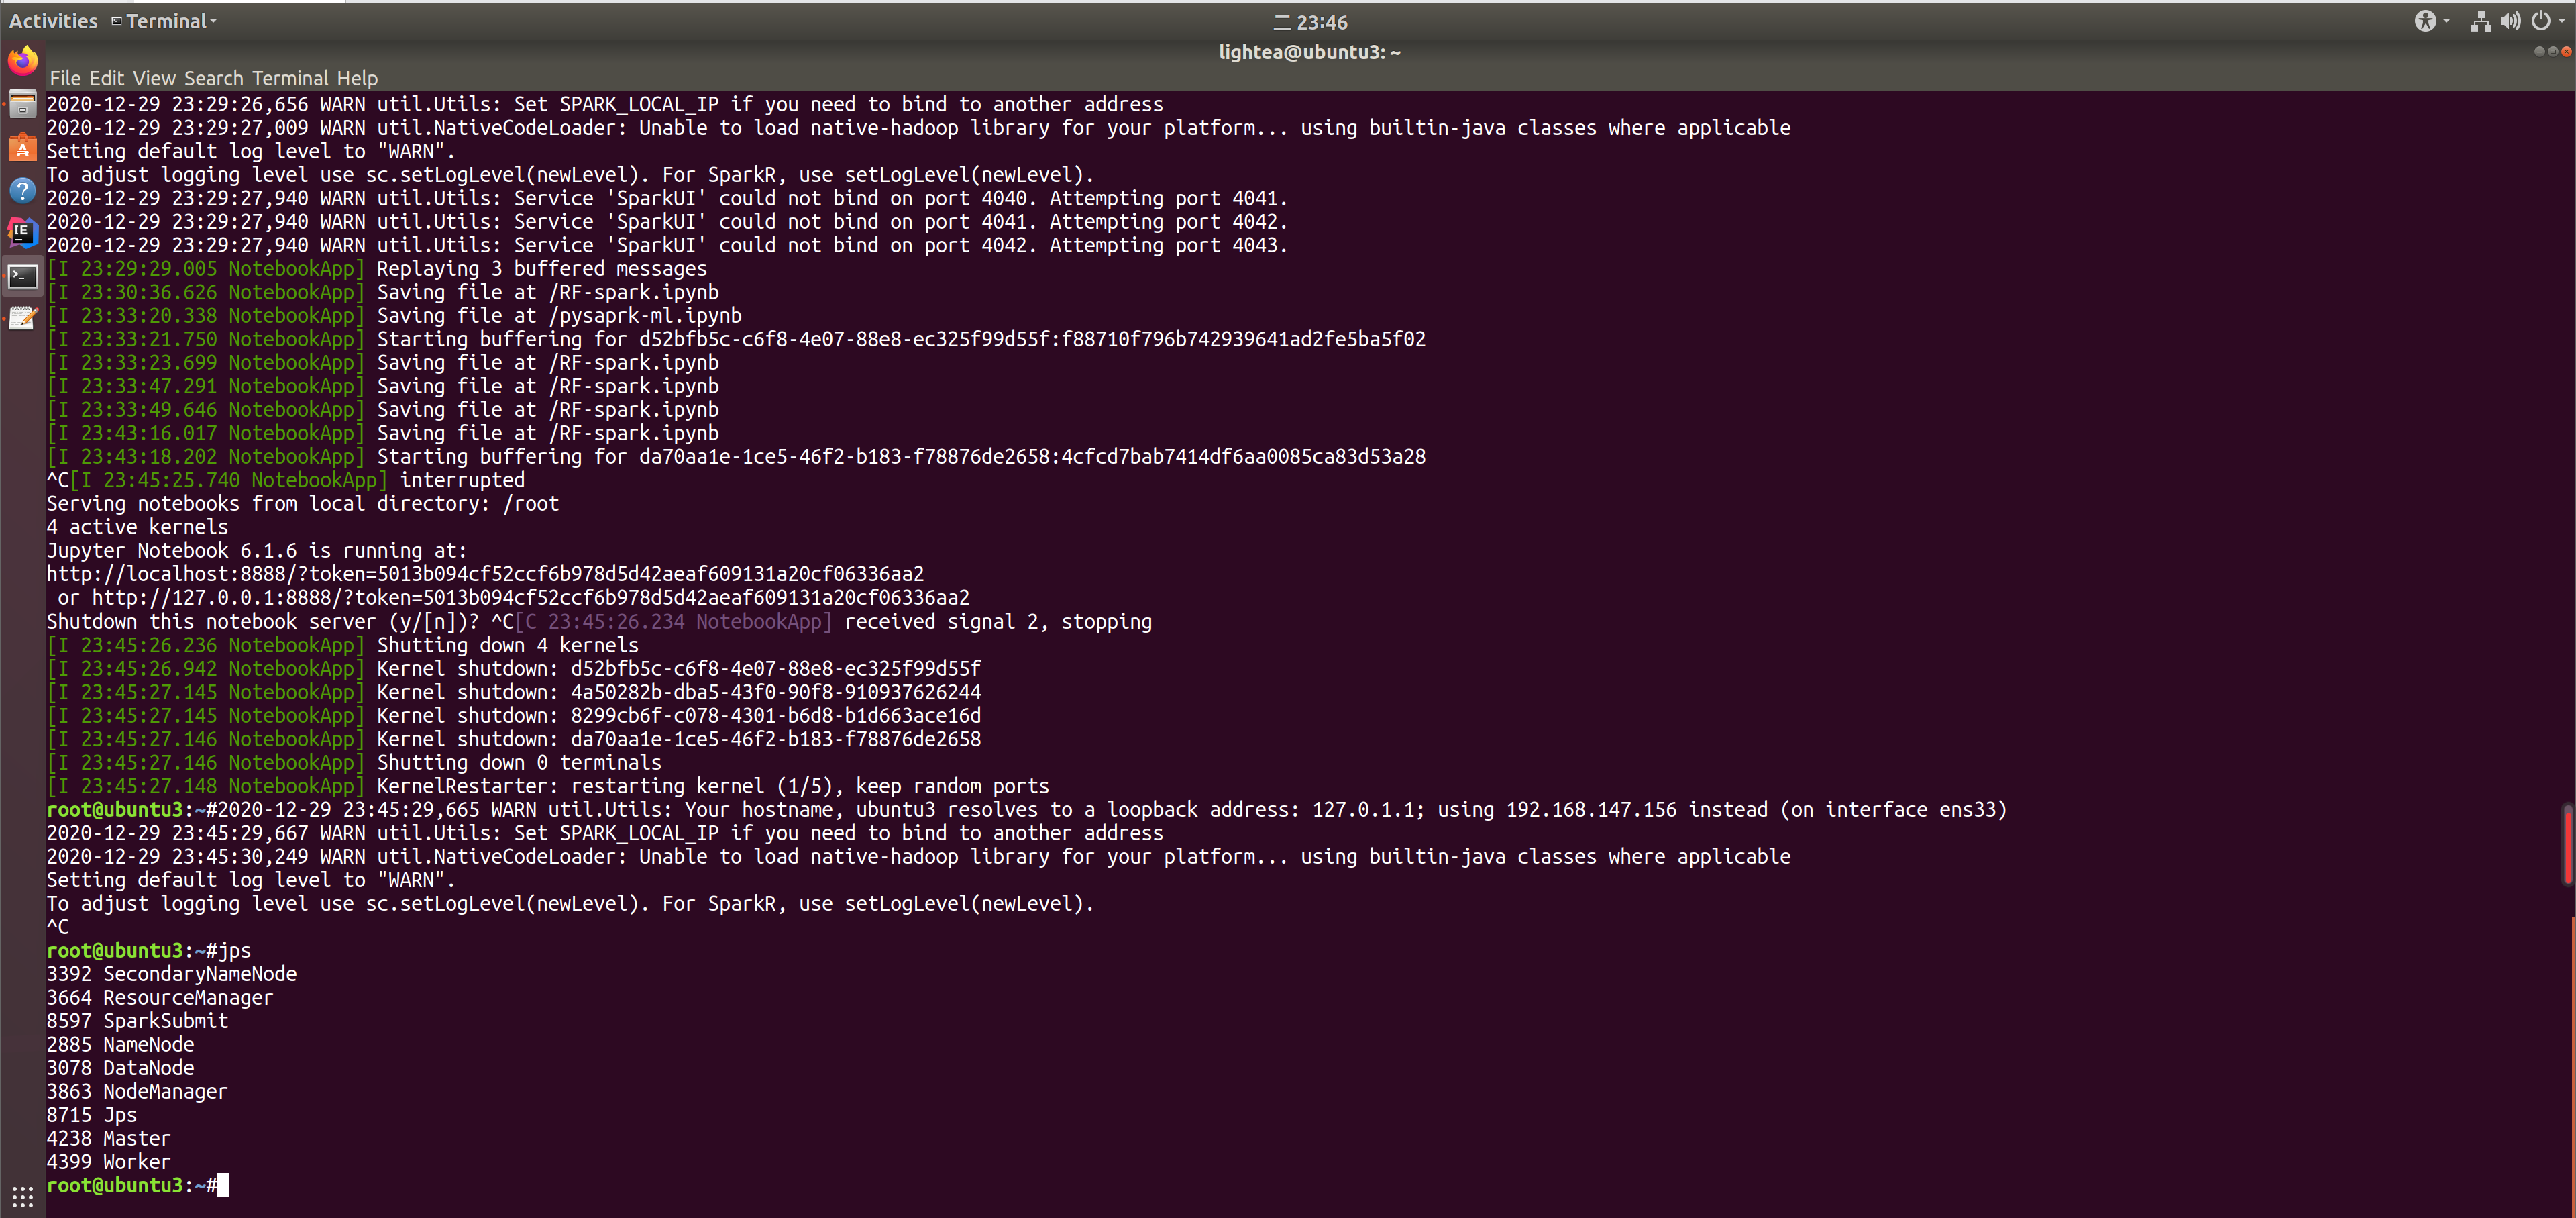 Activities Terminal
二 23:46
lightea@ubuntu3: ~
File Edit View Search Terminal Help
2020-12-29 23:29:26,656 WARN util.Utils: Set SPARK_LOCAL_IP if you need to bind to another address
2020-12-29 23:29:27,009 WARN util.NativeCodeLoader: Unable to load native-hadoop library for your platform... using builtin-java classes where applicable
Setting default log level to "WARN".
To adjust logging level use sc.setLogLevel(newLevel). For SparkR, use setLogLevel(newLevel).
2020-12-29 23:29:27,940 WARN util.Utils: Service 'SparkUI' could not bind on port 4040. Attempting port 4041.
2020-12-29 23:29:27,940 WARN util.Utils: Service 'SparkUI' could not bind on port 4041. Attempting port 4042.
2020-12-29 23:29:27,940 WARN util.Utils: Service 'SparkUI' could not bind on port 4042. Attempting port 4043.
[I 23:29:29.005 NotebookApp] Replaying 3 buffered messages
[I 23:30:36.626 NotebookApp] Saving file at /RF-spark.ipynb
[I 23:33:20.338 NotebookApp] Saving file at /pysaprk-ml.ipynb
[I 23:33:21.750 NotebookApp] Starting buffering for d52bfb5c-c6f8-4e07-88e8-ec325f99d55f:f88710f796b742939641ad2fe5ba5f02
[I 23:33:23.699 NotebookApp] Saving file at /RF-spark.ipynb
[I 23:33:47.291 NotebookApp] Saving file at /RF-spark.ipynb
[I 23:33:49.646 NotebookApp] Saving file at /RF-spark.ipynb
[I 23:43:16.017 NotebookApp] Saving file at /RF-spark.ipynb
[I 23:43:18.202 NotebookApp] Starting buffering for da70aa1e-1ce5-46f2-b183-f78876de2658:4cfcd7bab7414df6aa0085ca83d53a28
^C[I 23:45:25.740 NotebookApp] interrupted
Serving notebooks from local directory: /root
4 active kernels
Jupyter Notebook 6.1.6 is running at:
http://localhost:8888/?token=5013b094cf52ccf6b978d5d42aeaf609131a20cf06336aa2
 or http://127.0.0.1:8888/?token=5013b094cf52ccf6b978d5d42aeaf609131a20cf06336aa2
Shutdown this notebook server (y/[n])? ^C[C 23:45:26.234 NotebookApp] received signal 2, stopping
[I 23:45:26.236 NotebookApp] Shutting down 4 kernels
[I 23:45:26.942 NotebookApp] Kernel shutdown: d52bfb5c-c6f8-4e07-88e8-ec325f99d55f
[I 23:45:27.145 NotebookApp] Kernel shutdown: 4a50282b-dba5-43f0-90f8-910937626244
[I 23:45:27.145 NotebookApp] Kernel shutdown: 8299cb6f-c078-4301-b6d8-b1d663ace16d
[I 23:45:27.146 NotebookApp] Kernel shutdown: da70aa1e-1ce5-46f2-b183-f78876de2658
[I 23:45:27.146 NotebookApp] Shutting down 0 terminals
[I 23:45:27.148 NotebookApp] KernelRestarter: restarting kernel (1/5), keep random ports
root@ubuntu3:~#2020-12-29 23:45:29,665 WARN util.Utils: Your hostname, ubuntu3 resolves to a loopback address: 127.0.1.1; using 192.168.147.156 instead (on interface ens33)
2020-12-29 23:45:29,667 WARN util.Utils: Set SPARK_LOCAL_IP if you need to bind to another address
2020-12-29 23:45:30,249 WARN util.NativeCodeLoader: Unable to load native-hadoop library for your platform... using builtin-java classes where applicable
Setting default log level to "WARN".
To adjust logging level use sc.setLogLevel(newLevel). For SparkR, use setLogLevel(newLevel).
^C
root@ubuntu3:~#jps
3392 SecondaryNameNode
3664 ResourceManager
8597 SparkSubmit
2885 NameNode
3078 DataNode
3863 NodeManager
8715 Jps
4238 Master
4399 Worker
root@ubuntu3:~#